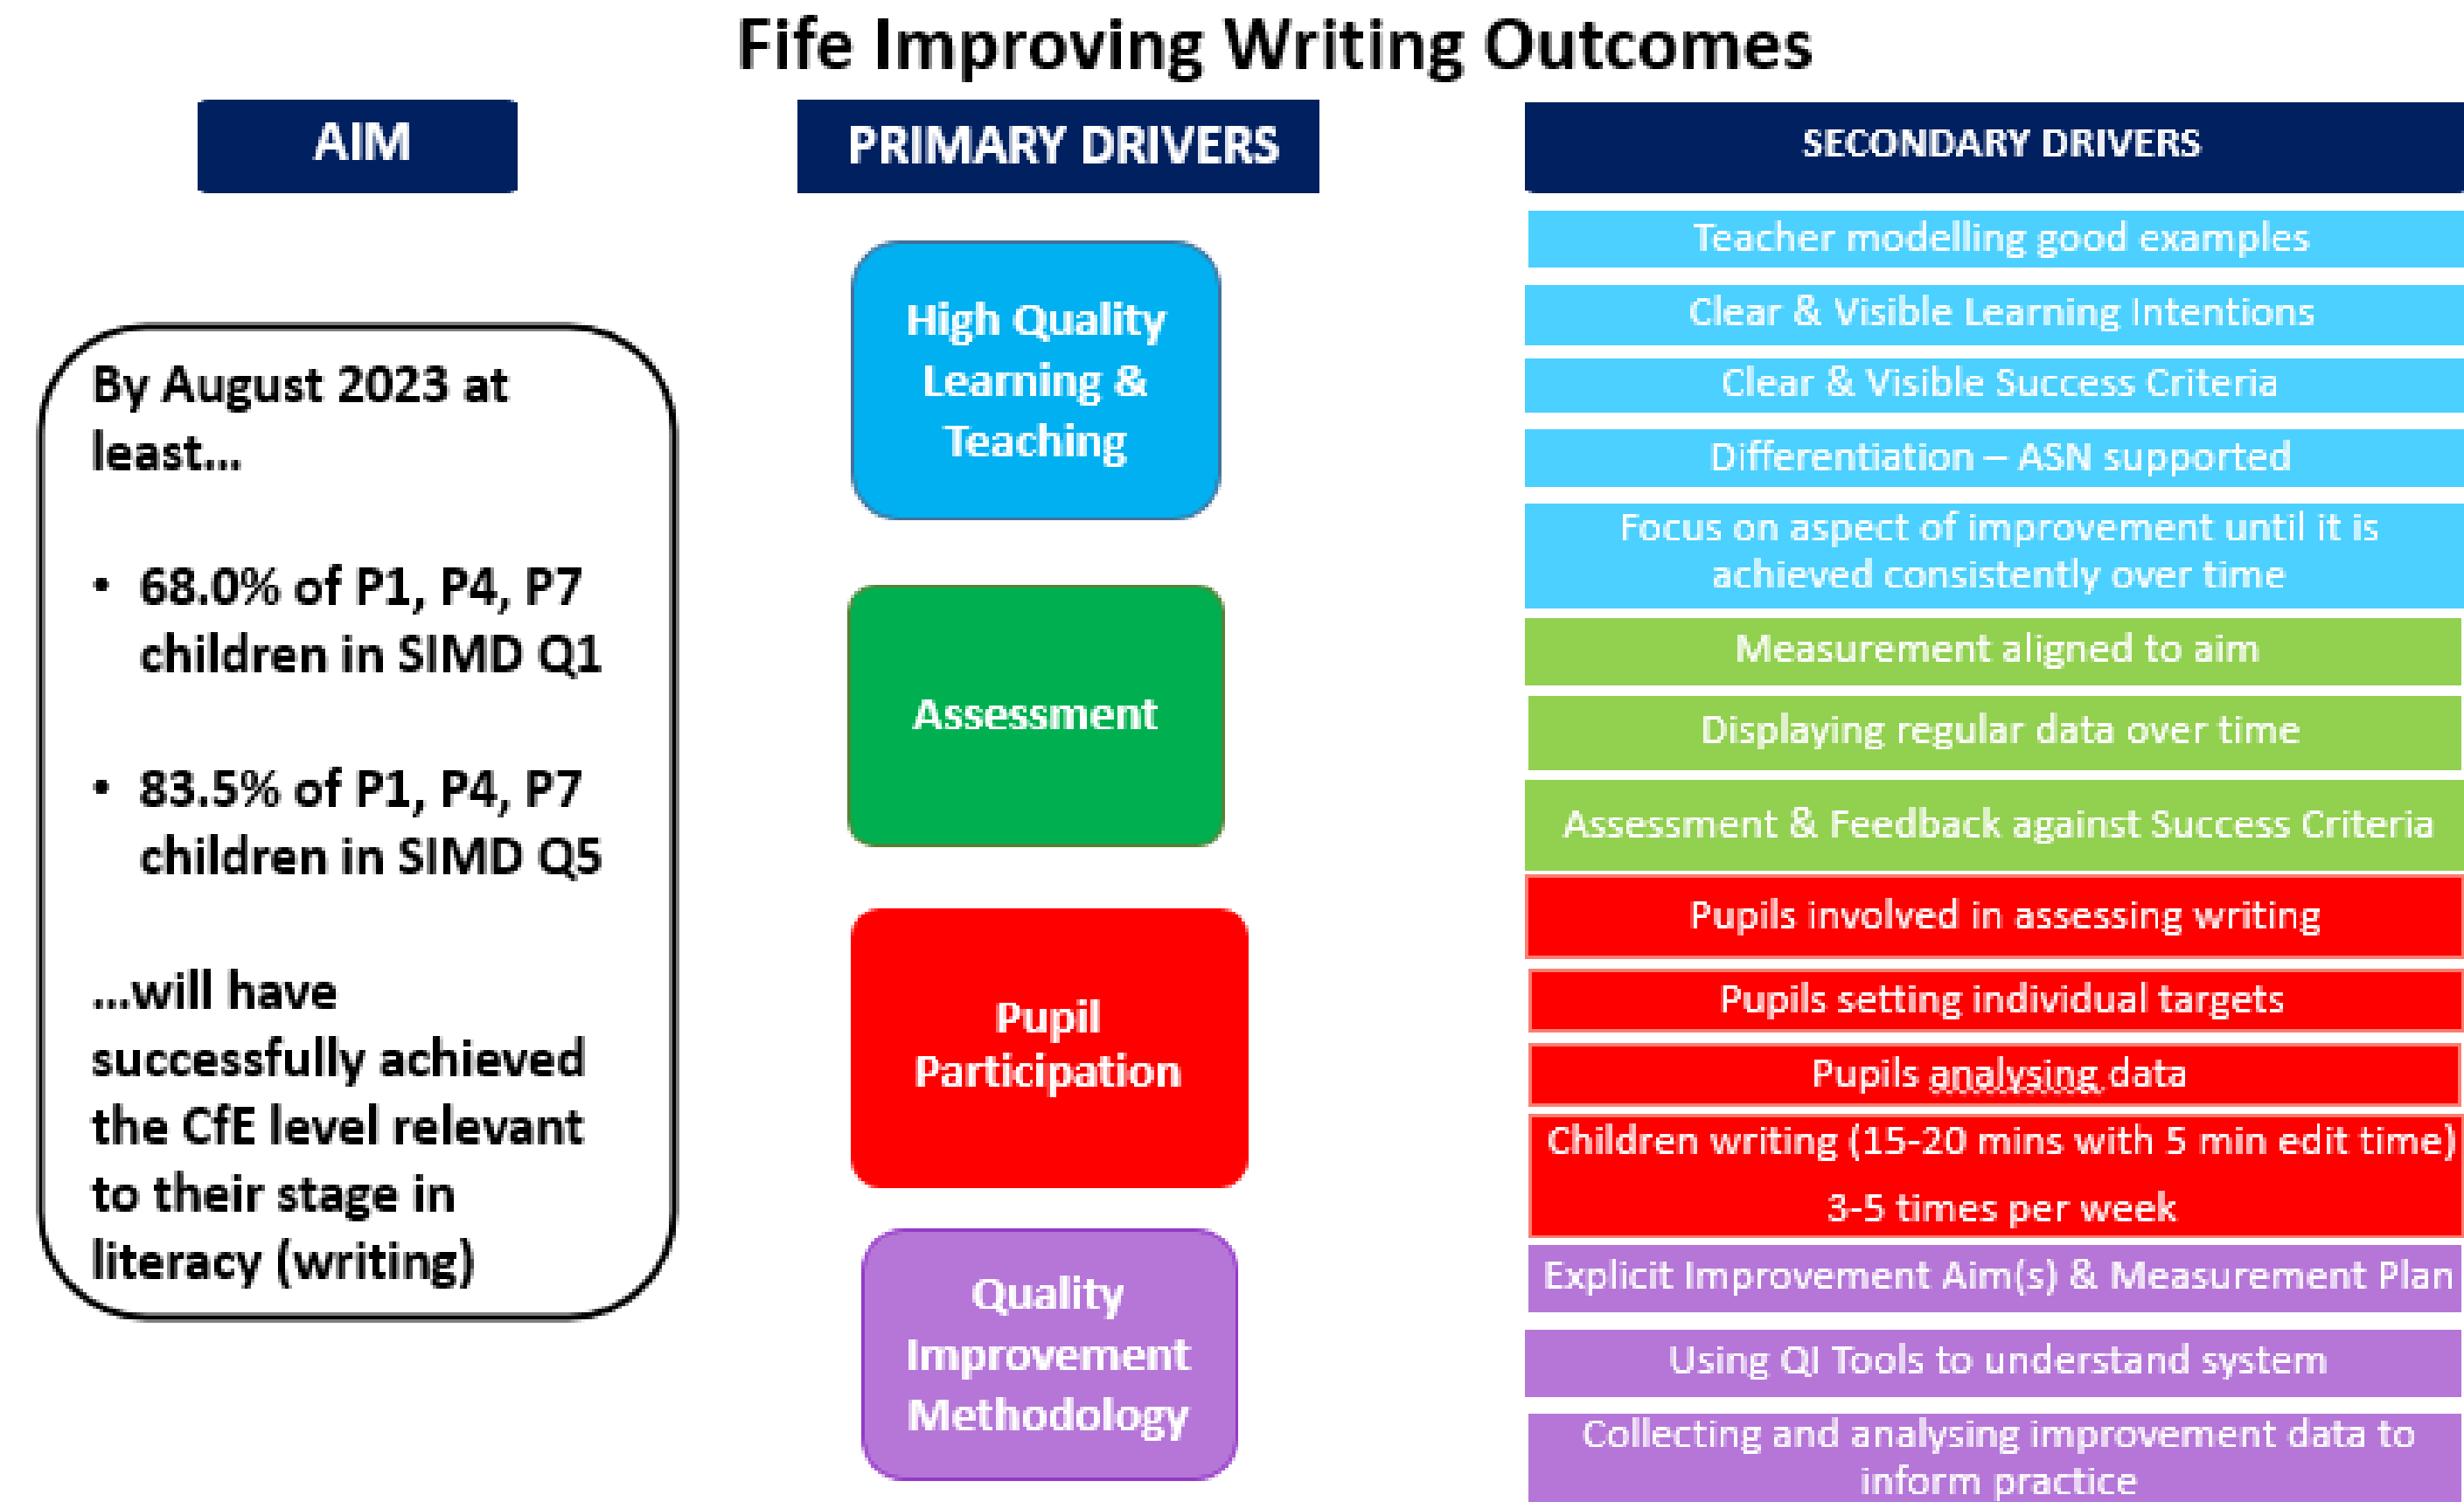 Fife Improving Writing Outcomes
AIM
By August 2023 at
least...
• 68.0% of P1, P4, P7
children in SIMD Q1
• 83.5% of P1, P4, P7
children in SIMD Q5
...will have
successfully achieved
the CfE level relevant
to their stage in
literacy (writing)
PRIMARY DRIVERS
High Quality
Learning &
Teaching
Assessment
Pupil
Participation
Quality
Improvement
Methodology
SECONDARY DRIVERS
Teacher modelling good examples
Clear & Visible Learning Intentions
Clear & Visible Success Criteria
Differentiation – ASN supported
Focus on aspect of improvement until it is
achieved consistently over time
Measurement aligned to aim
Displaying regular data over time
Assessment & Feedback against Success Criteria
Pupils involved in assessing writing
Pupils setting individual targets
Pupils analysing data
Children writing (15-20 mins with 5 min edit time)
3-5 times per week
Explicit Improvement Aim(s) & Measurement Plan
Using QI Tools to understand system
Collecting and analysing improvement data to
inform practice